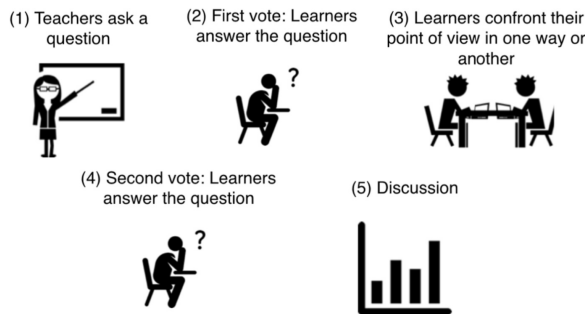 (1) Teachers ask a
question
(2) First vote: Learners
answer the question
(3) Learners confront their
point of view in one way or
another
?
(4) Second vote: Learners
answer the question
(5) Discussion
?